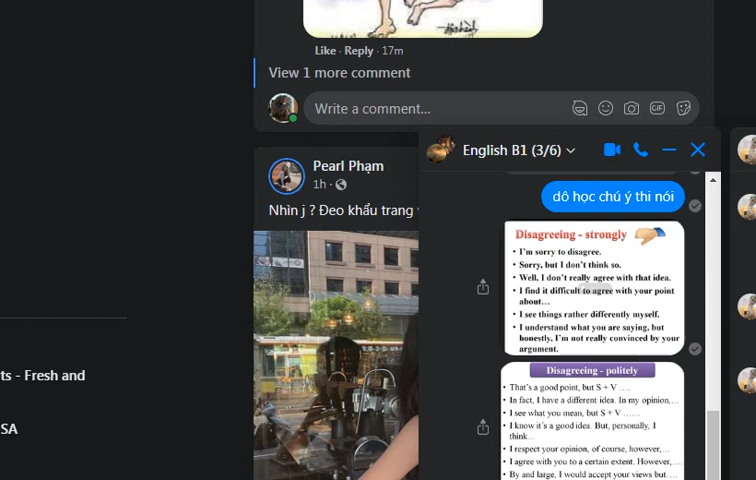 Like · Reply · 17m
View 1 more comment
Write a comment...
GIF
Pearl Phạm
1h ·
Nhìn j ? Đeo khẩu trang
ts - Fresh and
SA
English B1 (3/6)
dô học chú ý thi nói
Disagreeing - strongly
• I'm sorry to disagree.
• Sorry, but I don't think so.
• Well, I don't really agree with that idea.
• I find it difficult to agree with your point
about…
• I see things rather differently myself.
• I understand what you are saying, but
honestly, I'm not really convinced by your
argument.
Disagreeing - politely
• That's a good point, but S + V ….
• In fact, I have a different idea. In my opinion,…
• I see what you mean, but S + V ……
• I know it's a good idea. But, personally, I
think…
• I respect your opinion, of course, however,…
• I agree with you to a certain extent. However,…
• By and large, I would accept your views but….